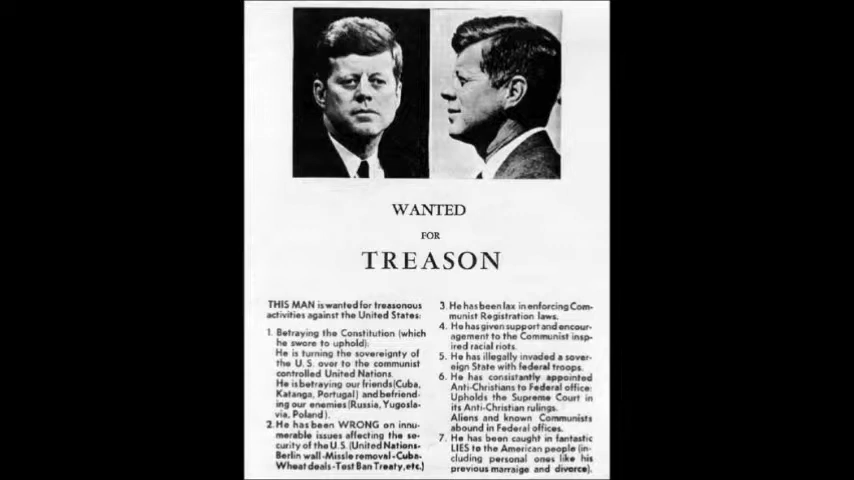 WANTED
FOR
TREASON
THIS MAN is wanted for treasonous
activities against the United States:
1. Betraying the Constitution (which
he swore to uphold):
He is turning the sovereignty of
the U.S. over to the communist
controlled United Nations.
He is betraying our friends (Cuba,
Katanga, Portugal) and befriend-
ing our enemies (Russia, Yugosla-
via, Poland).
2. He has been WRONG on innu-
merable issues affecting the se-
curity of the U.S. (United Nations-
Berlin wall-Missle removal-Cuba-
Wheat deals-Test Ban Treaty, etc.)
3. He has been lax in enforcing Com-
munist Registration laws.
4. He has given support and encour-
agement to the Communist insp-
ired racial riots.
5. He has illegally invaded a sover-
eign State with federal troops.
6. He has consistantly appointed
Anti-Christians to Federal office:
Upholds the Supreme Court in
its Anti-Christian rulings.
Aliens and known Communists
abound in Federal offices.
7. He has been caught in fantastic
LIES to the American people (in-
cluding personal ones like his
previous marraige and divorce).